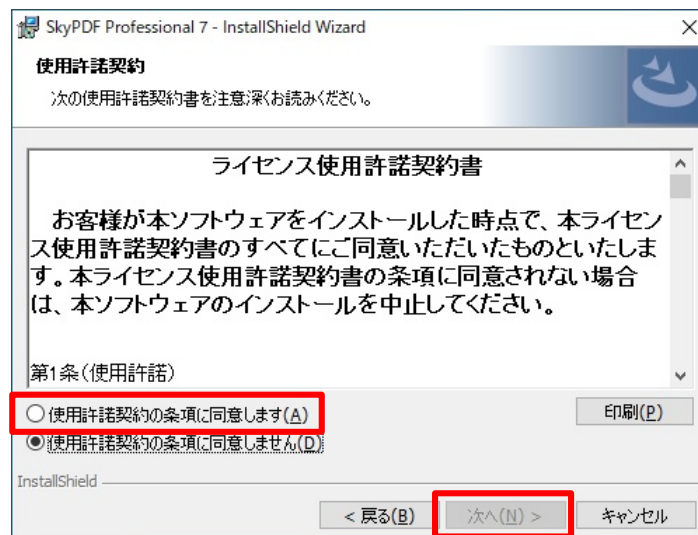 SkyPDF Professional 7 - InstallShield Wizard
使用許諾契約
次の使用許諾契約書を注意深くお読みください。
ライセンス使用許諾契約書
お客様が本ソフトウェアをインストールした時点で、本ライセン
ス使用許諾契約書のすべてにご同意いただいたものといたしま
す。本ライセンス使用許諾契約書の条項に同意されない場合
は、本ソフトウェアのインストールを中止してください。
第1条(使用許諾)
使用許諾契約の条項に同意します(A)
印刷(P)
使用許諾契約の条項に同意しません(D)
InstallShield
< 戻る(B)
次へ(N) >
キャンセル